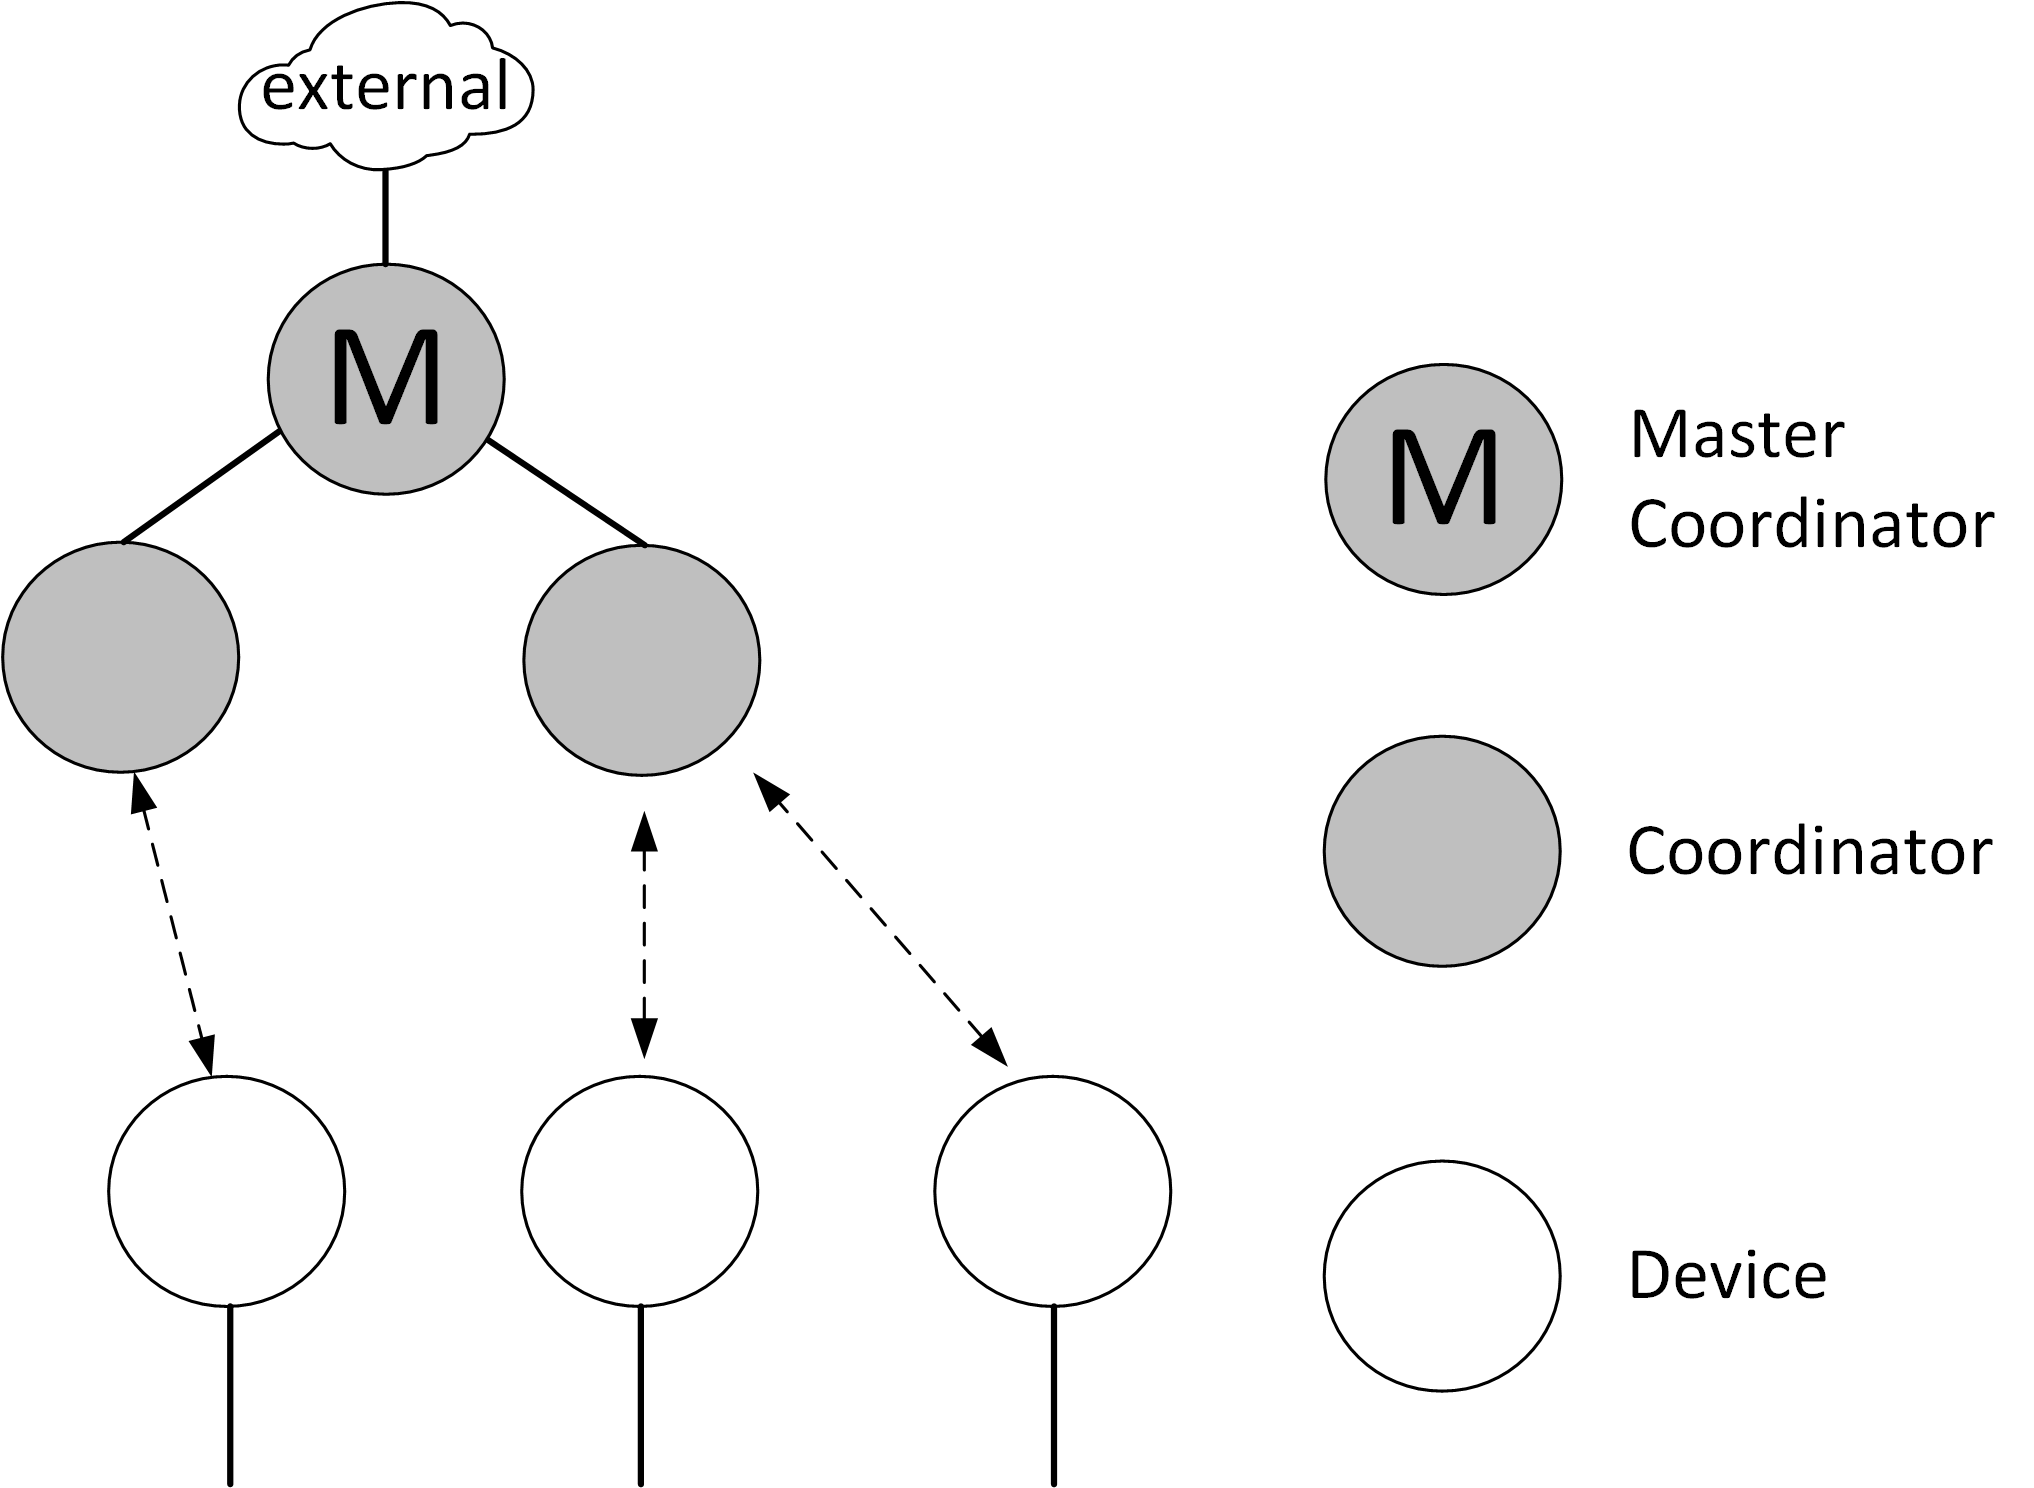 external
M
M
Master
Coordinator
Coordinator
Device